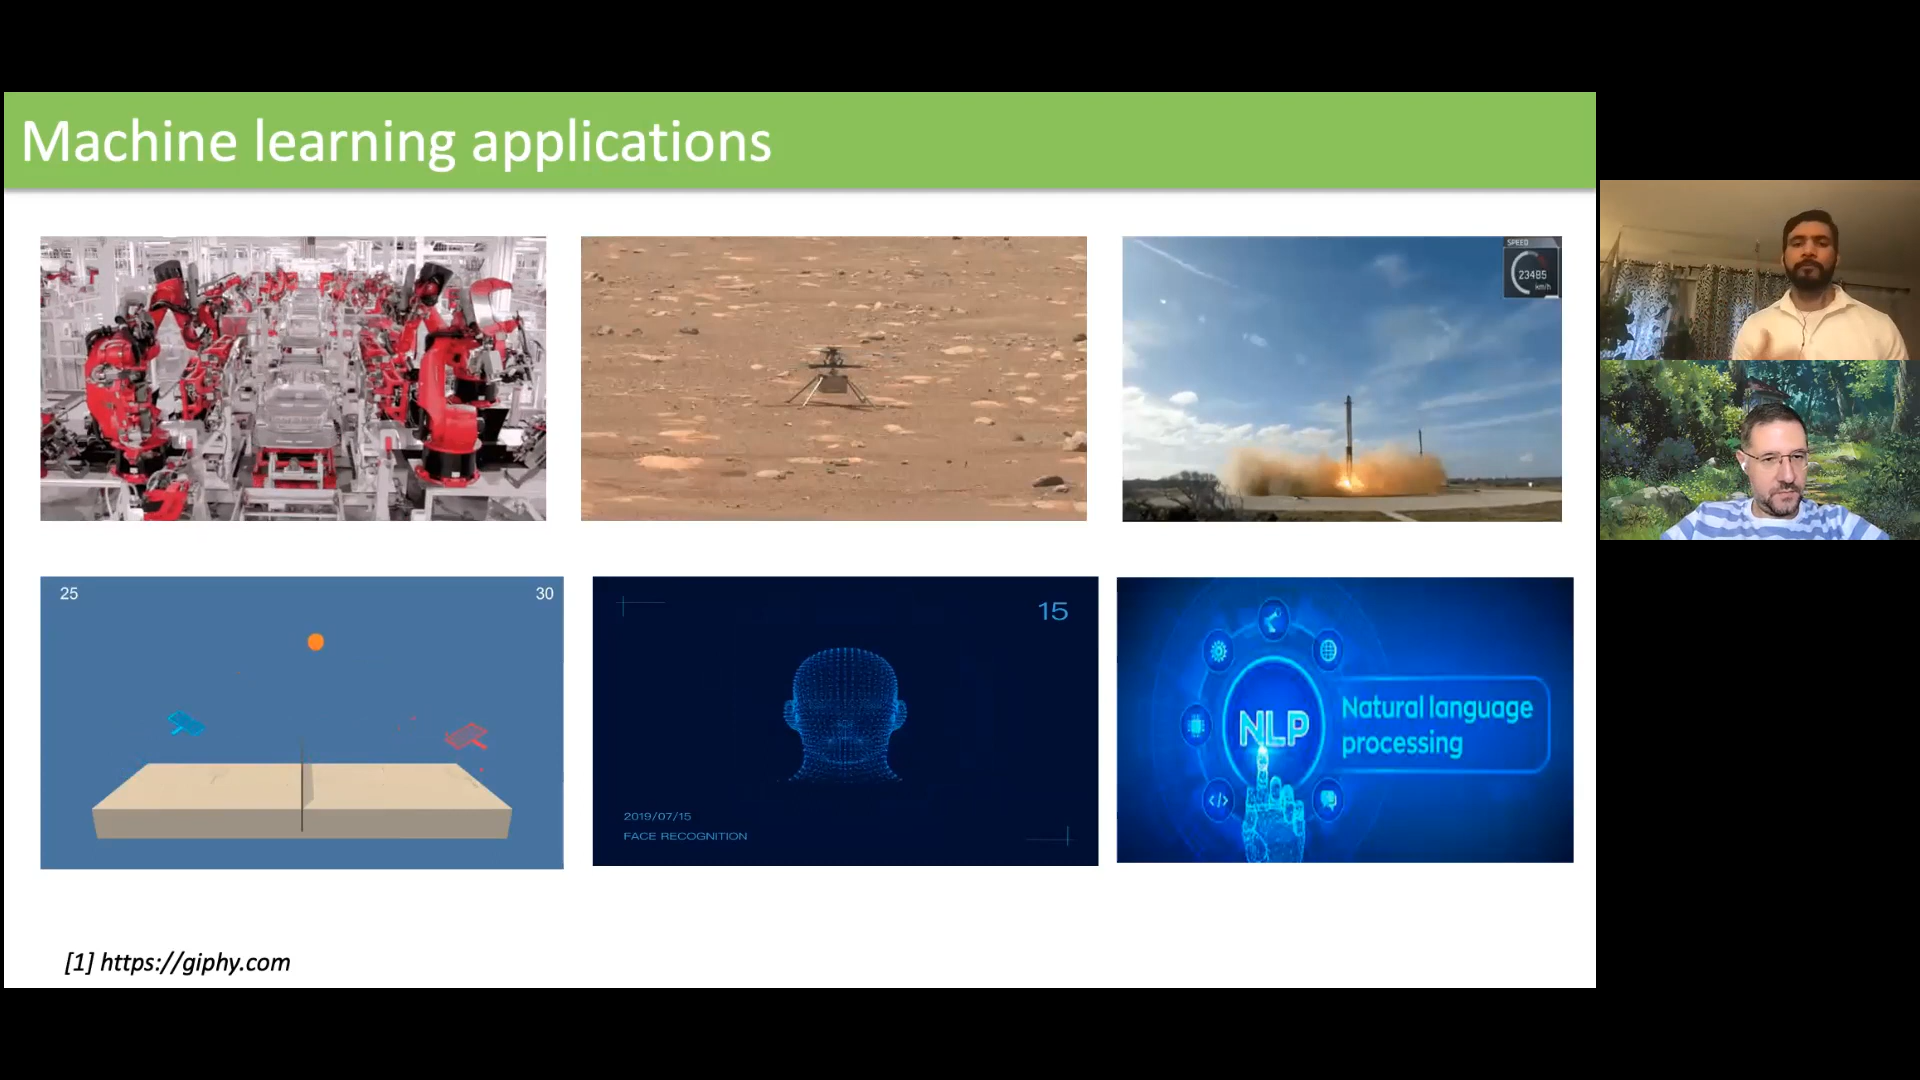 Machine learning applications
SPEED
23485
km/h
25
30
15
2019/07/15
FACE RECOGNITION
NLP
Natural language
processing
</>
[1] https://giphy.com